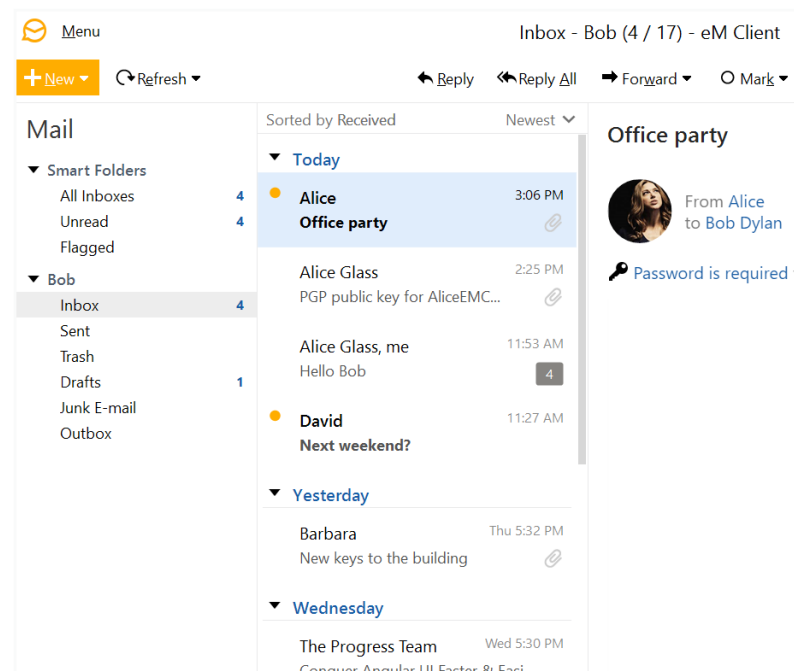 Menu
Inbox - Bob (4 / 17) - eM Client
New
Refresh
Reply
Reply All
Forward
Mark
Mail
Smart Folders
All Inboxes 4
Unread 4
Flagged
Bob
Inbox 4
Sent
Trash
Drafts 1
Junk E-mail
Outbox
Sorted by Received Newest
Today
Alice 3:06 PM
Office party
Alice Glass 2:25 PM
PGP public key for AliceEMC...
Alice Glass, me 11:53 AM
Hello Bob 4
David 11:27 AM
Next weekend?
Yesterday
Barbara Thu 5:32 PM
New keys to the building
Wednesday
The Progress Team Wed 5:30 PM
Conquer Angular UI Faster & Easi
Office party
From Alice
to Bob Dylan
Password is required